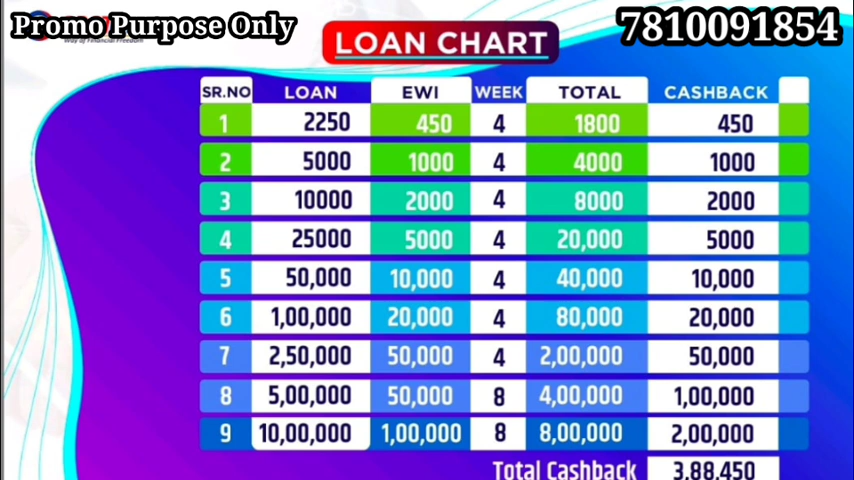 Promo Purpose Only
Way of Financial Freedom
LOAN CHART
7810091854
SR.NO LOAN EWI WEEK TOTAL CASHBACK
1 2250 450 4 1800 450
2 5000 1000 4 4000 1000
3 10000 2000 4 8000 2000
4 25000 5000 4 20,000 5000
5 50,000 10,000 4 40,000 10,000
6 1,00,000 20,000 4 80,000 20,000
7 2,50,000 50,000 4 2,00,000 50,000
8 5,00,000 50,000 8 4,00,000 1,00,000
9 10,00,000 1,00,000 8 8,00,000 2,00,000
Total Cashback 3,88,450